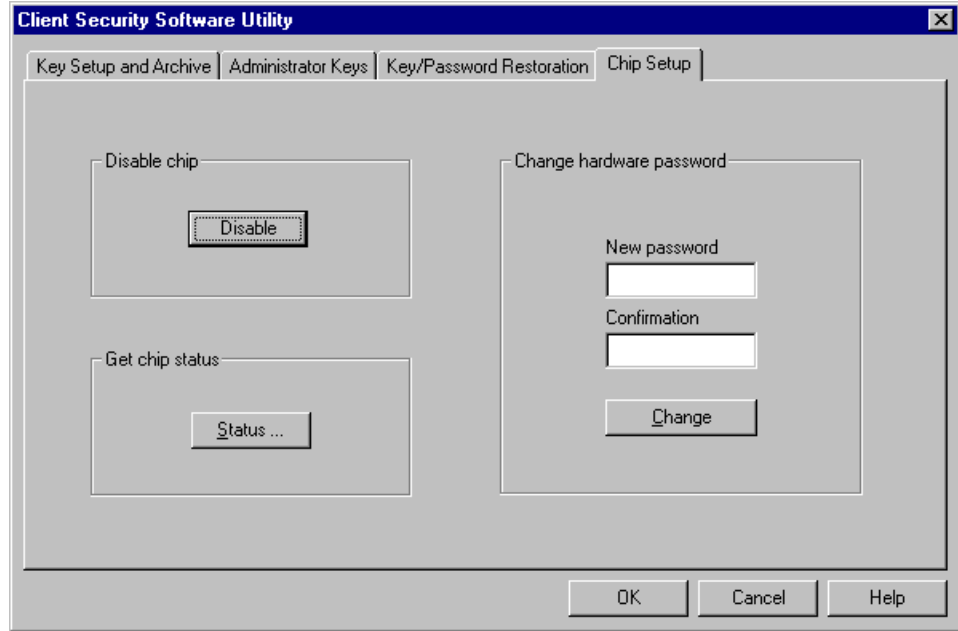 Client Security Software Utility
Key Setup and Archive
Administrator Keys
Key/Password Restoration
Chip Setup
Disable chip
Disable
Get chip status
Status ...
Change hardware password
New password
Confirmation
Change
OK
Cancel
Help